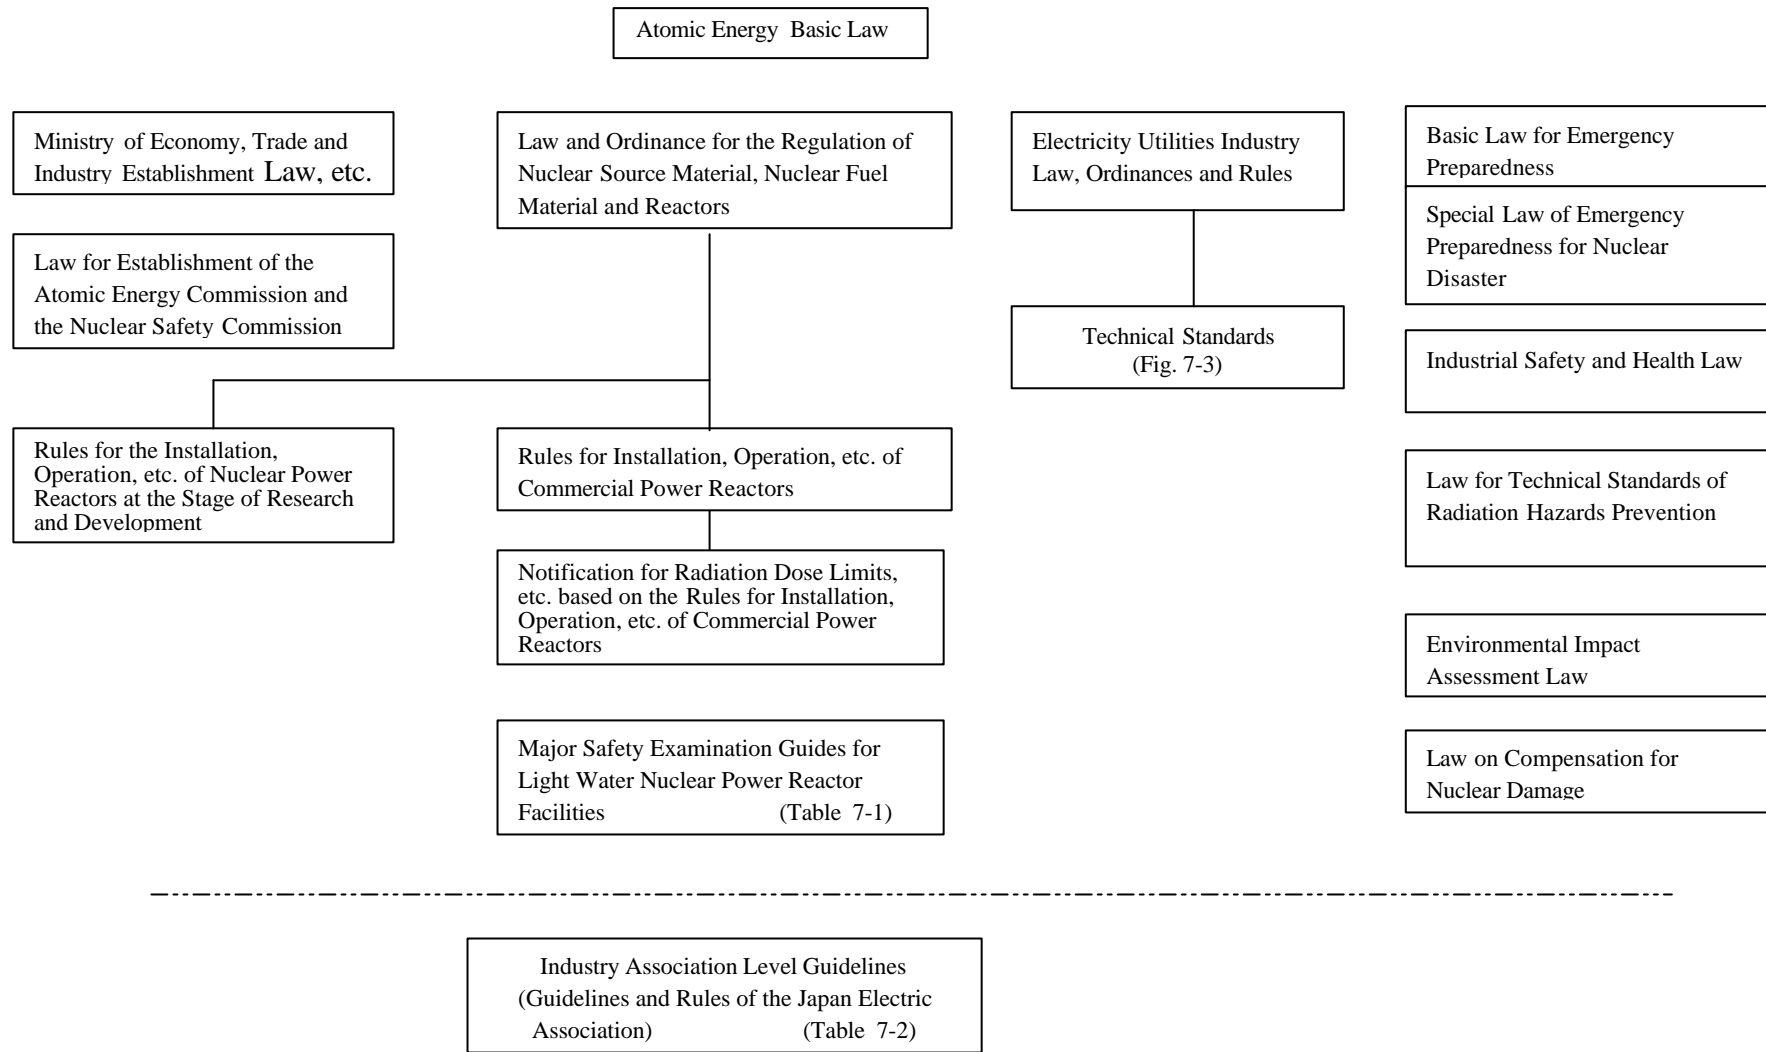 Atomic Energy Basic Law
Ministry of Economy, Trade and
Industry Establishment Law, etc.
Law for Establishment of the
Atomic Energy Commission and
the Nuclear Safety Commission
Law and Ordinance for the Regulation of
Nuclear Source Material, Nuclear Fuel
Material and Reactors
Electricity Utilities Industry
Law, Ordinances and Rules
Technical Standards
(Fig. 7-3)
Basic Law for Emergency
Preparedness
Special Law of Emergency
Preparedness for Nuclear
Disaster
Industrial Safety and Health Law
Rules for the Installation,
Operation, etc. of Nuclear Power
Reactors at the Stage of Research
and Development
Rules for Installation, Operation, etc. of
Commercial Power Reactors
Notification for Radiation Dose Limits,
etc. based on the Rules for Installation,
Operation, etc. of Commercial Power
Reactors
Major Safety Examination Guides for
Light Water Nuclear Power Reactor
Facilities (Table 7-1)
Law for Technical Standards of
Radiation Hazards Prevention
Environmental Impact
Assessment Law
Law on Compensation for
Nuclear Damage
Industry Association Level Guidelines
(Guidelines and Rules of the Japan Electric
Association) (Table 7-2)